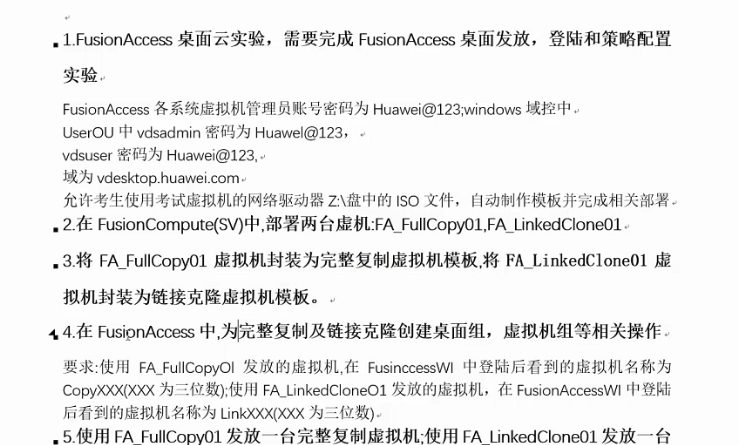 1.FusionAccess 桌面云实验，需要完成 FusionAccess 桌面发放，登陆和策略配置
实验。
FusionAccess 各系统虚拟机管理员账号密码为 Huawei@123;windows 域控中
UserOU 中 vdsadmin 密码为 Huawel@123，
vdsuser 密码为 Huawei@123,
域为 vdesktop.huawei.com
允许考生使用考试虚拟机的网络驱动器 Z:\盘中的 ISO 文件，自动制作模板并完成相关部署
2.在 FusionCompute(SV)中,部署两台虚机:FA_FullCopy01,FA_LinkedClone01
3.将 FA_FullCopy01 虚拟机封装为完整复制虚拟机模板,将 FA_LinkedClone01 虚
拟机封装为链接克隆虚拟机模板。
4.在 FusionAccess 中,为完整复制及链接克隆创建桌面组，虚拟机组等相关操作
要求:使用 FA_FullCopyOl 发放的虚拟机,在 FusinccessWI 中登陆后看到的虚拟机名称为
CopyXXX(XXX 为三位数);使用 FA_LinkedCloneO1 发放的虚拟机，在 FusionAccessWI 中登陆
后看到的虚拟机名称为 LinkXXX(XXX 为三位数)
5.使用 FA_FullCopy01 发放一台完整复制虚拟机;使用 FA_LinkedClone01 发放一台